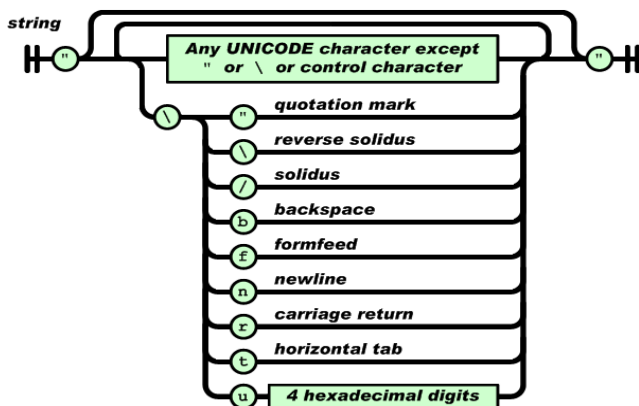 string
" Any UNICODE character except "
" or \ or control character
\ " quotation mark
\ reverse solidus
/ solidus
b backspace
f formfeed
n newline
r carriage return
t horizontal tab
u 4 hexadecimal digits